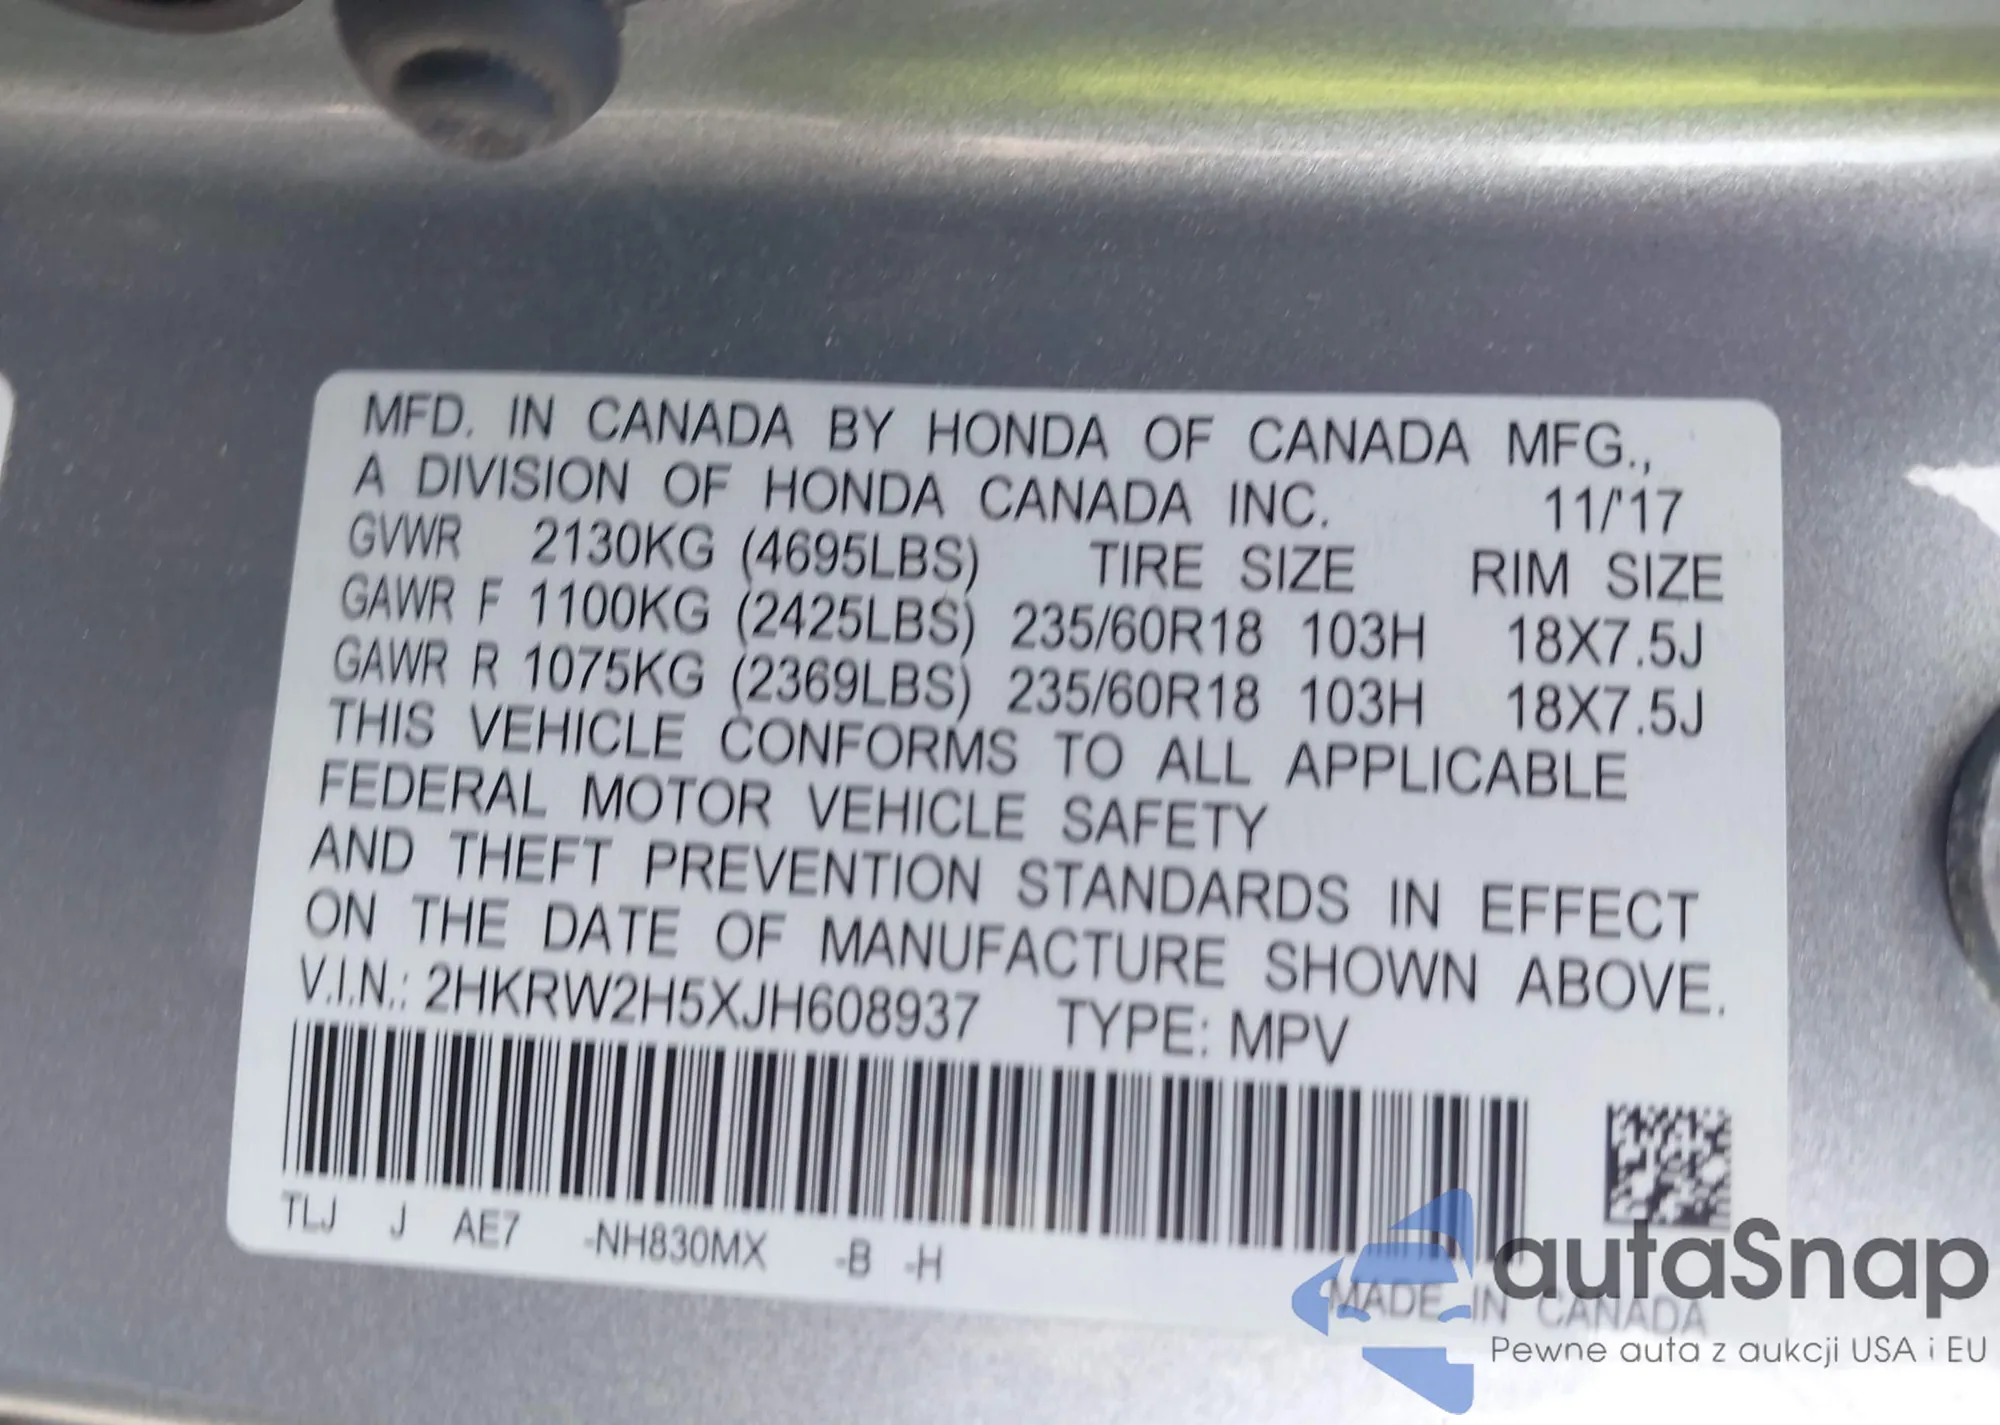 MFD. IN CANADA BY HONDA OF CANADA MFG.,
A DIVISION OF HONDA CANADA INC. 11/'17
GVWR 2130KG (4695LBS) TIRE SIZE RIM SIZE
GAWR F 1100KG (2425LBS) 235/60R18 103H 18X7.5J
GAWR R 1075KG (2369LBS) 235/60R18 103H 18X7.5J
THIS VEHICLE CONFORMS TO ALL APPLICABLE
FEDERAL MOTOR VEHICLE SAFETY
AND THEFT PREVENTION STANDARDS IN EFFECT
ON THE DATE OF MANUFACTURE SHOWN ABOVE.
V.I.N.: 2HKRW2H5XJH608937 TYPE: MPV
TLJ J AE7 -NH830MX -B -H
MADE IN CANADA
autaSnap
Pewne auta z aukcji USA i EU